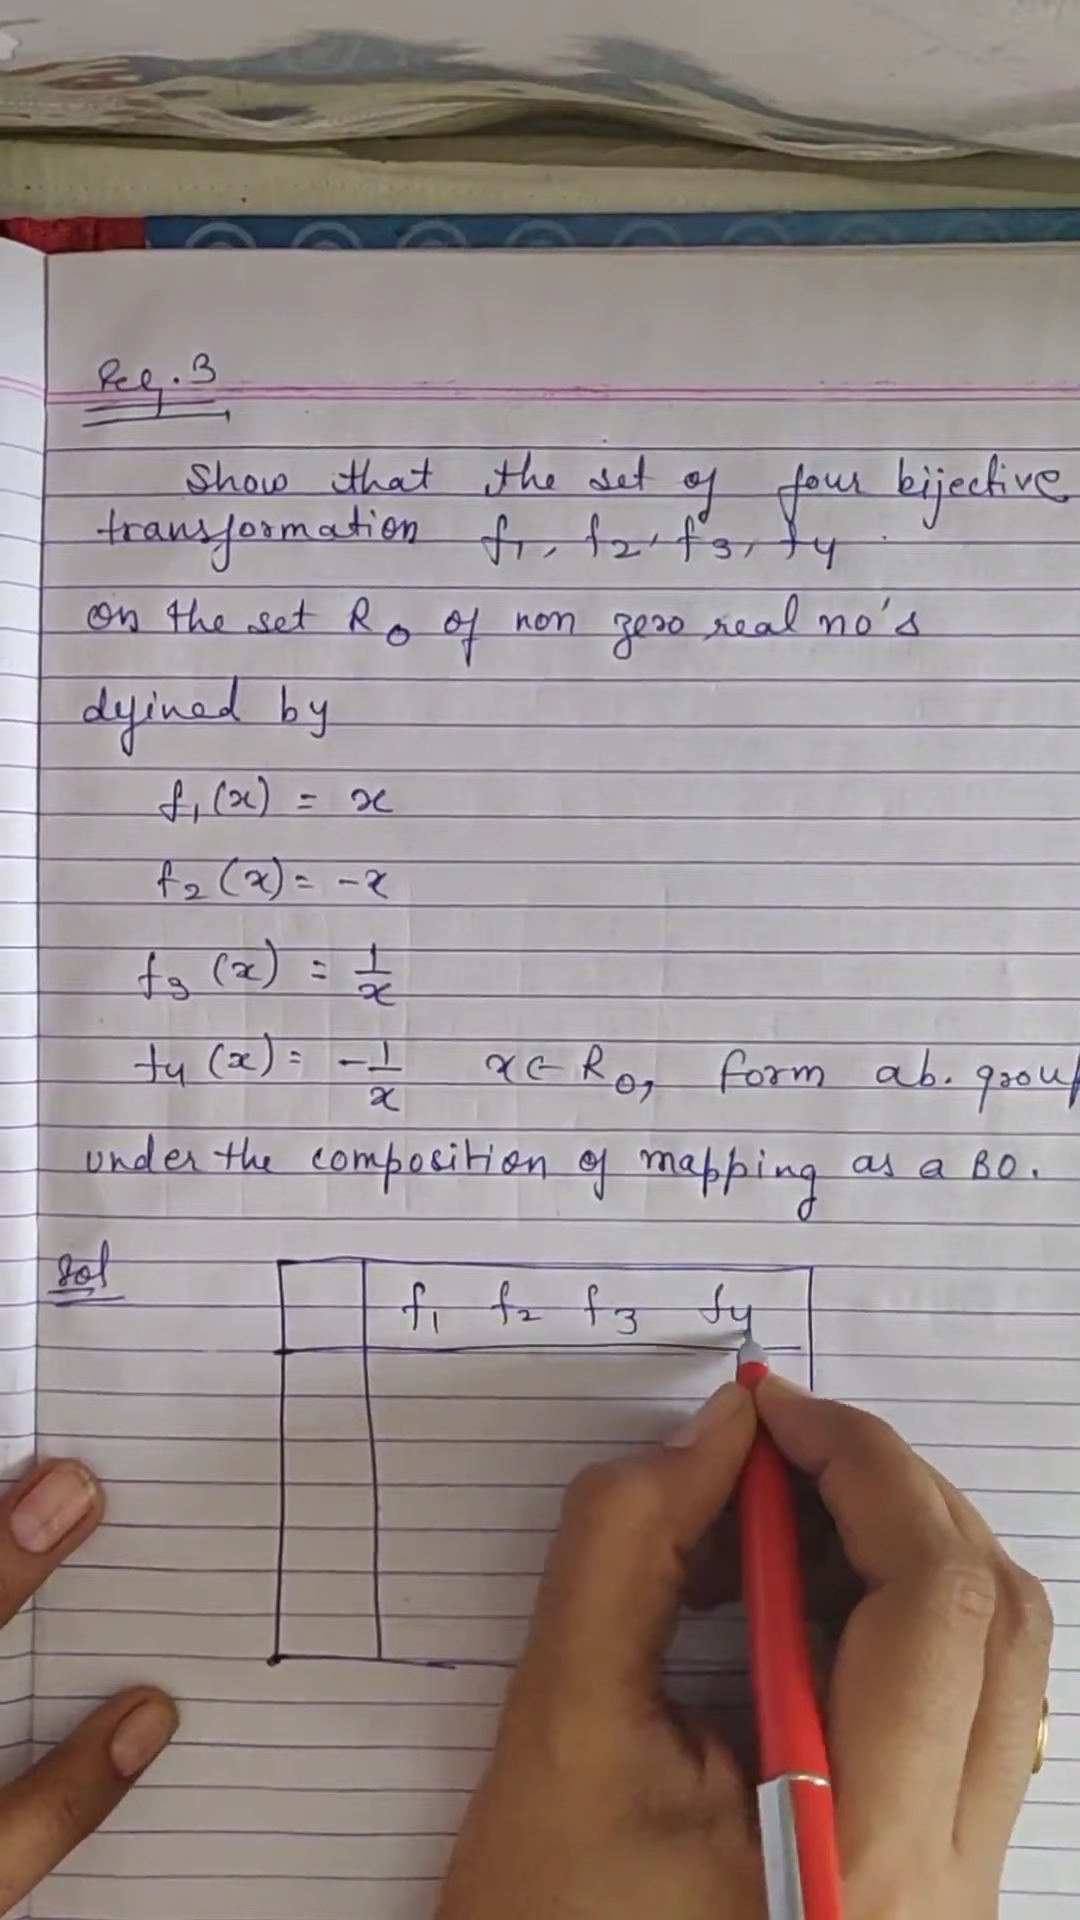 Show that the set of four bijective
transformation f₁, f₂, f₃, f₄
on the set R₀ of non zero real no's
defined by
f₁(x) = x
f₂(x) = -x
f₃(x) = 1/x
f₄(x) = -1/x x ∈ R₀, form ab. group
under the composition of mapping as a BO.
Sol
f₁ f₂ f₃ f₄